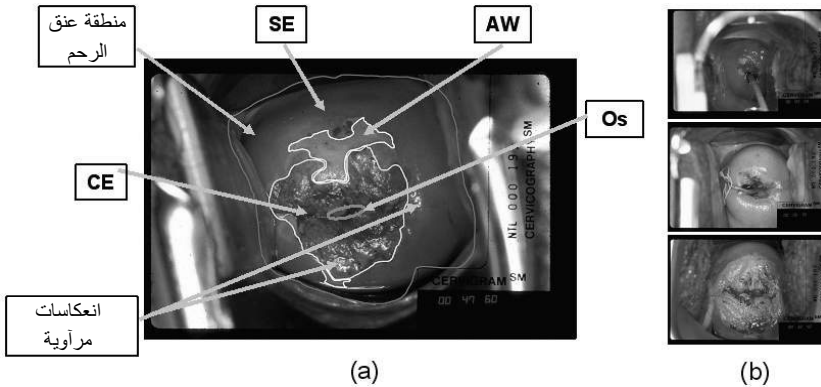 منطقة عنق
الرحم
SE
AW
Os
CE
انعكاسات
مرآوية
NTL 000 19
CERVICOGRAPH SM
CERVIGRAM SM
00 47 60
(a)
(b)